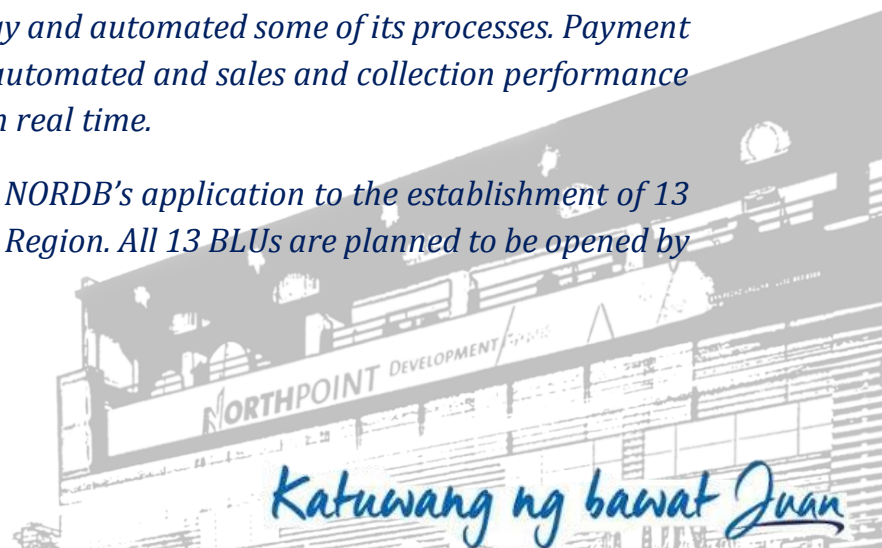 gy and automated some of its processes. Payment
automated and sales and collection performance
n real time.
NORDB’s application to the establishment of 13
Region. All 13 BLUs are planned to be opened by
NORTHPOINT DEVELOPMENT BANK
Katuwang ng bawat Juan